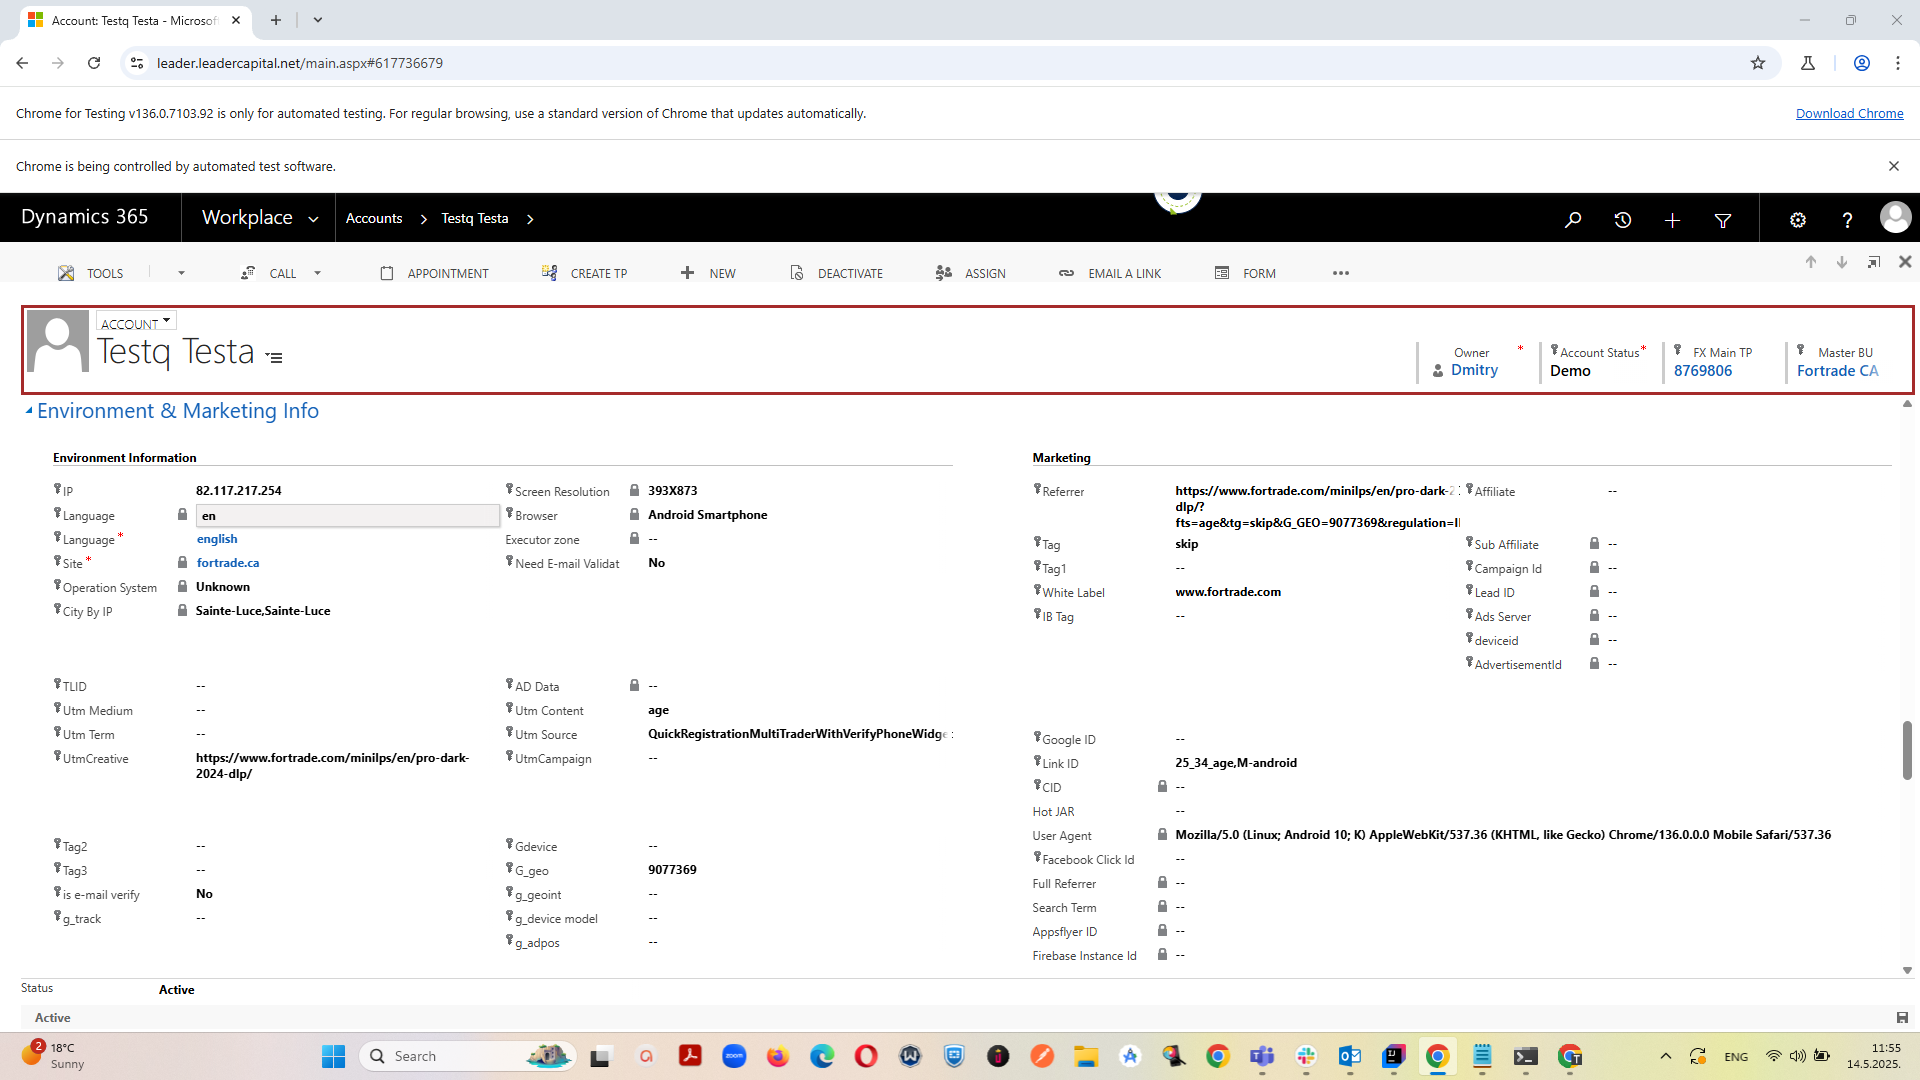 Account: Testq Testa - Microsof
leader.leadercapital.net/main.aspx#617736679
Chrome for Testing v136.0.7103.92 is only for automated testing. For regular browsing, use a standard version of Chrome that updates automatically.
Download Chrome
Chrome is being controlled by automated test software.
Dynamics 365
Workplace
Accounts
Testq Testa
TOOLS
CALL
APPOINTMENT
CREATE TP
NEW
DEACTIVATE
ASSIGN
EMAIL A LINK
FORM
ACCOUNT
Testq Testa
Owner *
Dmitry
Account Status*
Demo
FX Main TP
8769806
Master BU
Fortrade CA
Environment & Marketing Info
Environment Information
IP 82.117.217.254
Language en
Language * english
Site * fortrade.ca
Operation System Unknown
City By IP Sainte-Luce,Sainte-Luce
Screen Resolution 393X873
Browser Android Smartphone
Executor zone --
Need E-mail Validat No
TLID --
Utm Medium --
Utm Term --
UtmCreative https://www.fortrade.com/minilps/en/pro-dark-
2024-dlp/
AD Data --
Utm Content age
Utm Source QuickRegistrationMultiTraderWithVerifyPhoneWidge
UtmCampaign --
Tag2 --
Tag3 --
is e-mail verify No
g_track --
Gdevice --
G_geo 9077369
g_geoint --
g_device model --
g_adpos --
Marketing
Referrer https://www.fortrade.com/minilps/en/pro-dark-2
dlp/?
fts=age&tg=skip&G_GEO=9077369&regulation=II
Tag skip
Tag1 --
White Label www.fortrade.com
IB Tag --
Affiliate --
Sub Affiliate --
Campaign Id --
Lead ID --
Ads Server --
deviceid --
AdvertisementId --
Google ID --
Link ID 25_34_age,M-android
CID --
Hot JAR --
User Agent Mozilla/5.0 (Linux; Android 10; K) AppleWebKit/537.36 (KHTML, like Gecko) Chrome/136.0.0.0 Mobile Safari/537.36
Facebook Click Id --
Full Referrer --
Search Term --
Appsflyer ID --
Firebase Instance Id --
Status Active
Active
2
18°C
Sunny
Search
zoom
ENG
11:55
14.5.2025.